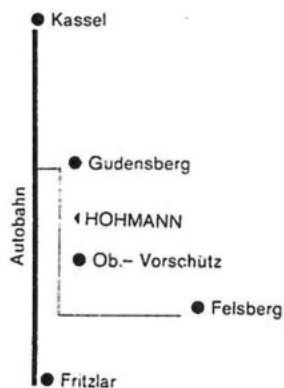 Kassel
Autobahn
Gudensberg
HOHMANN
Ob.– Vorschütz
Felsberg
Fritzlar